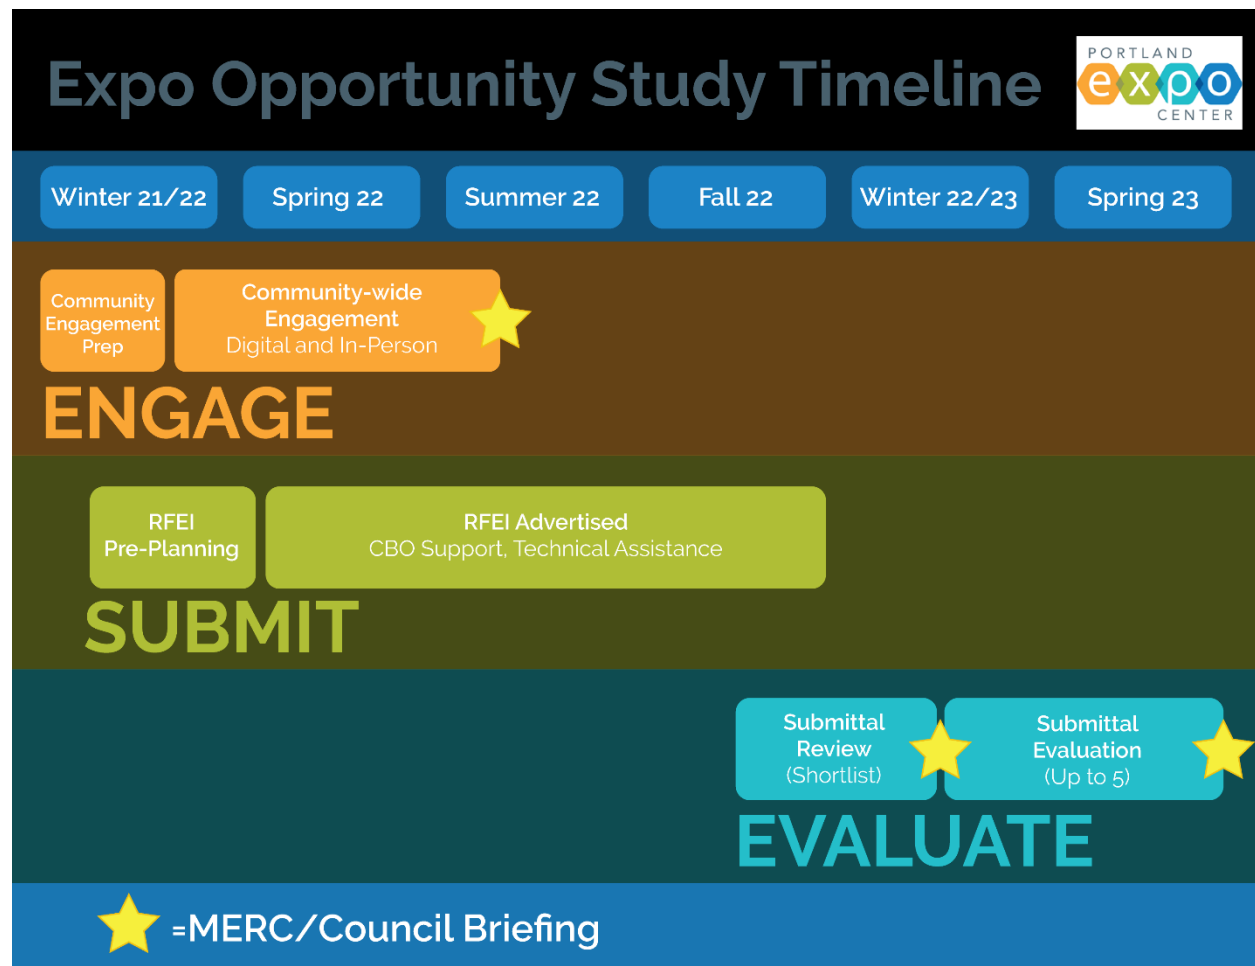 Expo Opportunity Study Timeline
PORTLAND
expo
CENTER
Winter 21/22
Spring 22
Summer 22
Fall 22
Winter 22/23
Spring 23
Community
Engagement
Prep
Community-wide
Engagement
Digital and In-Person
ENGAGE
RFEI
Pre-Planning
RFEI Advertised
CBO Support, Technical Assistance
SUBMIT
Submittal
Review
(Shortlist)
Submittal
Evaluation
(Up to 5)
EVALUATE
=MERC/Council Briefing